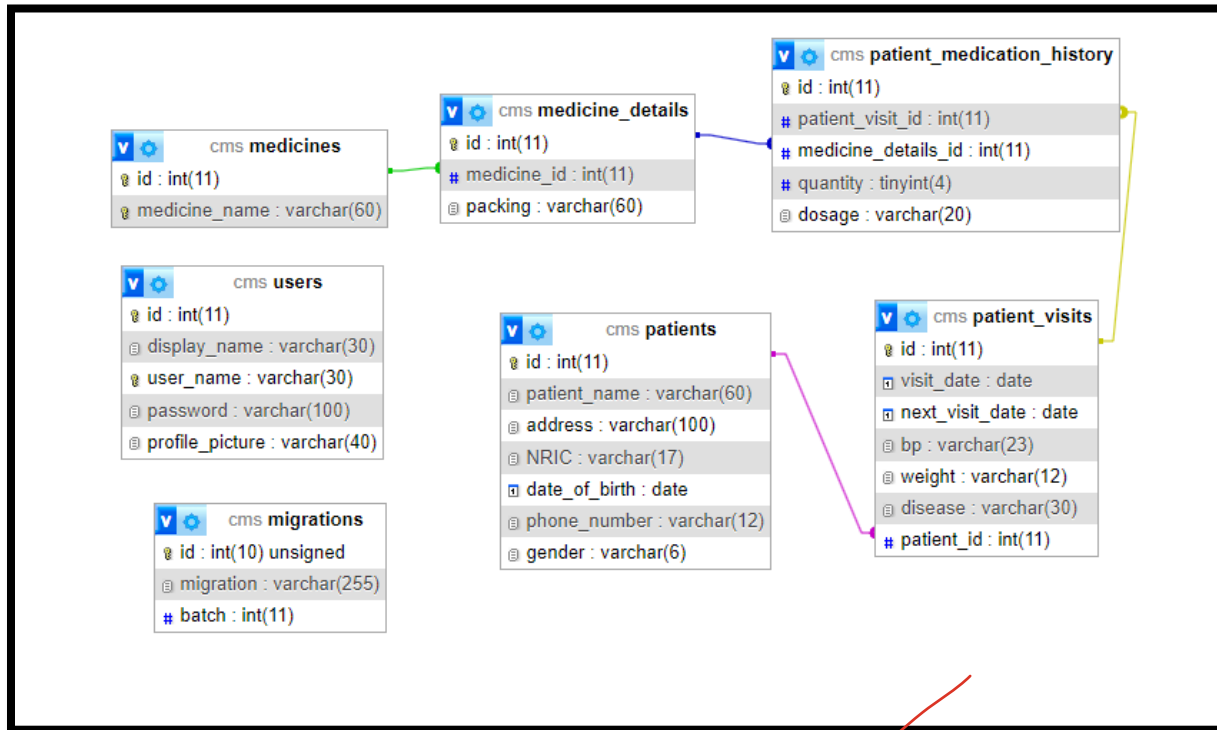 cms medicines
id : int(11)
medicine_name : varchar(60)
cms medicine_details
id : int(11)
medicine_id : int(11)
packing : varchar(60)
cms patient_medication_history
id : int(11)
patient_visit_id : int(11)
medicine_details_id : int(11)
quantity : tinyint(4)
dosage : varchar(20)
cms users
id : int(11)
display_name : varchar(30)
user_name : varchar(30)
password : varchar(100)
profile_picture : varchar(40)
cms patients
id : int(11)
patient_name : varchar(60)
address : varchar(100)
NRIC : varchar(17)
date_of_birth : date
phone_number : varchar(12)
gender : varchar(6)
cms patient_visits
id : int(11)
visit_date : date
next_visit_date : date
bp : varchar(23)
weight : varchar(12)
disease : varchar(30)
patient_id : int(11)
cms migrations
id : int(10) unsigned
migration : varchar(255)
batch : int(11)